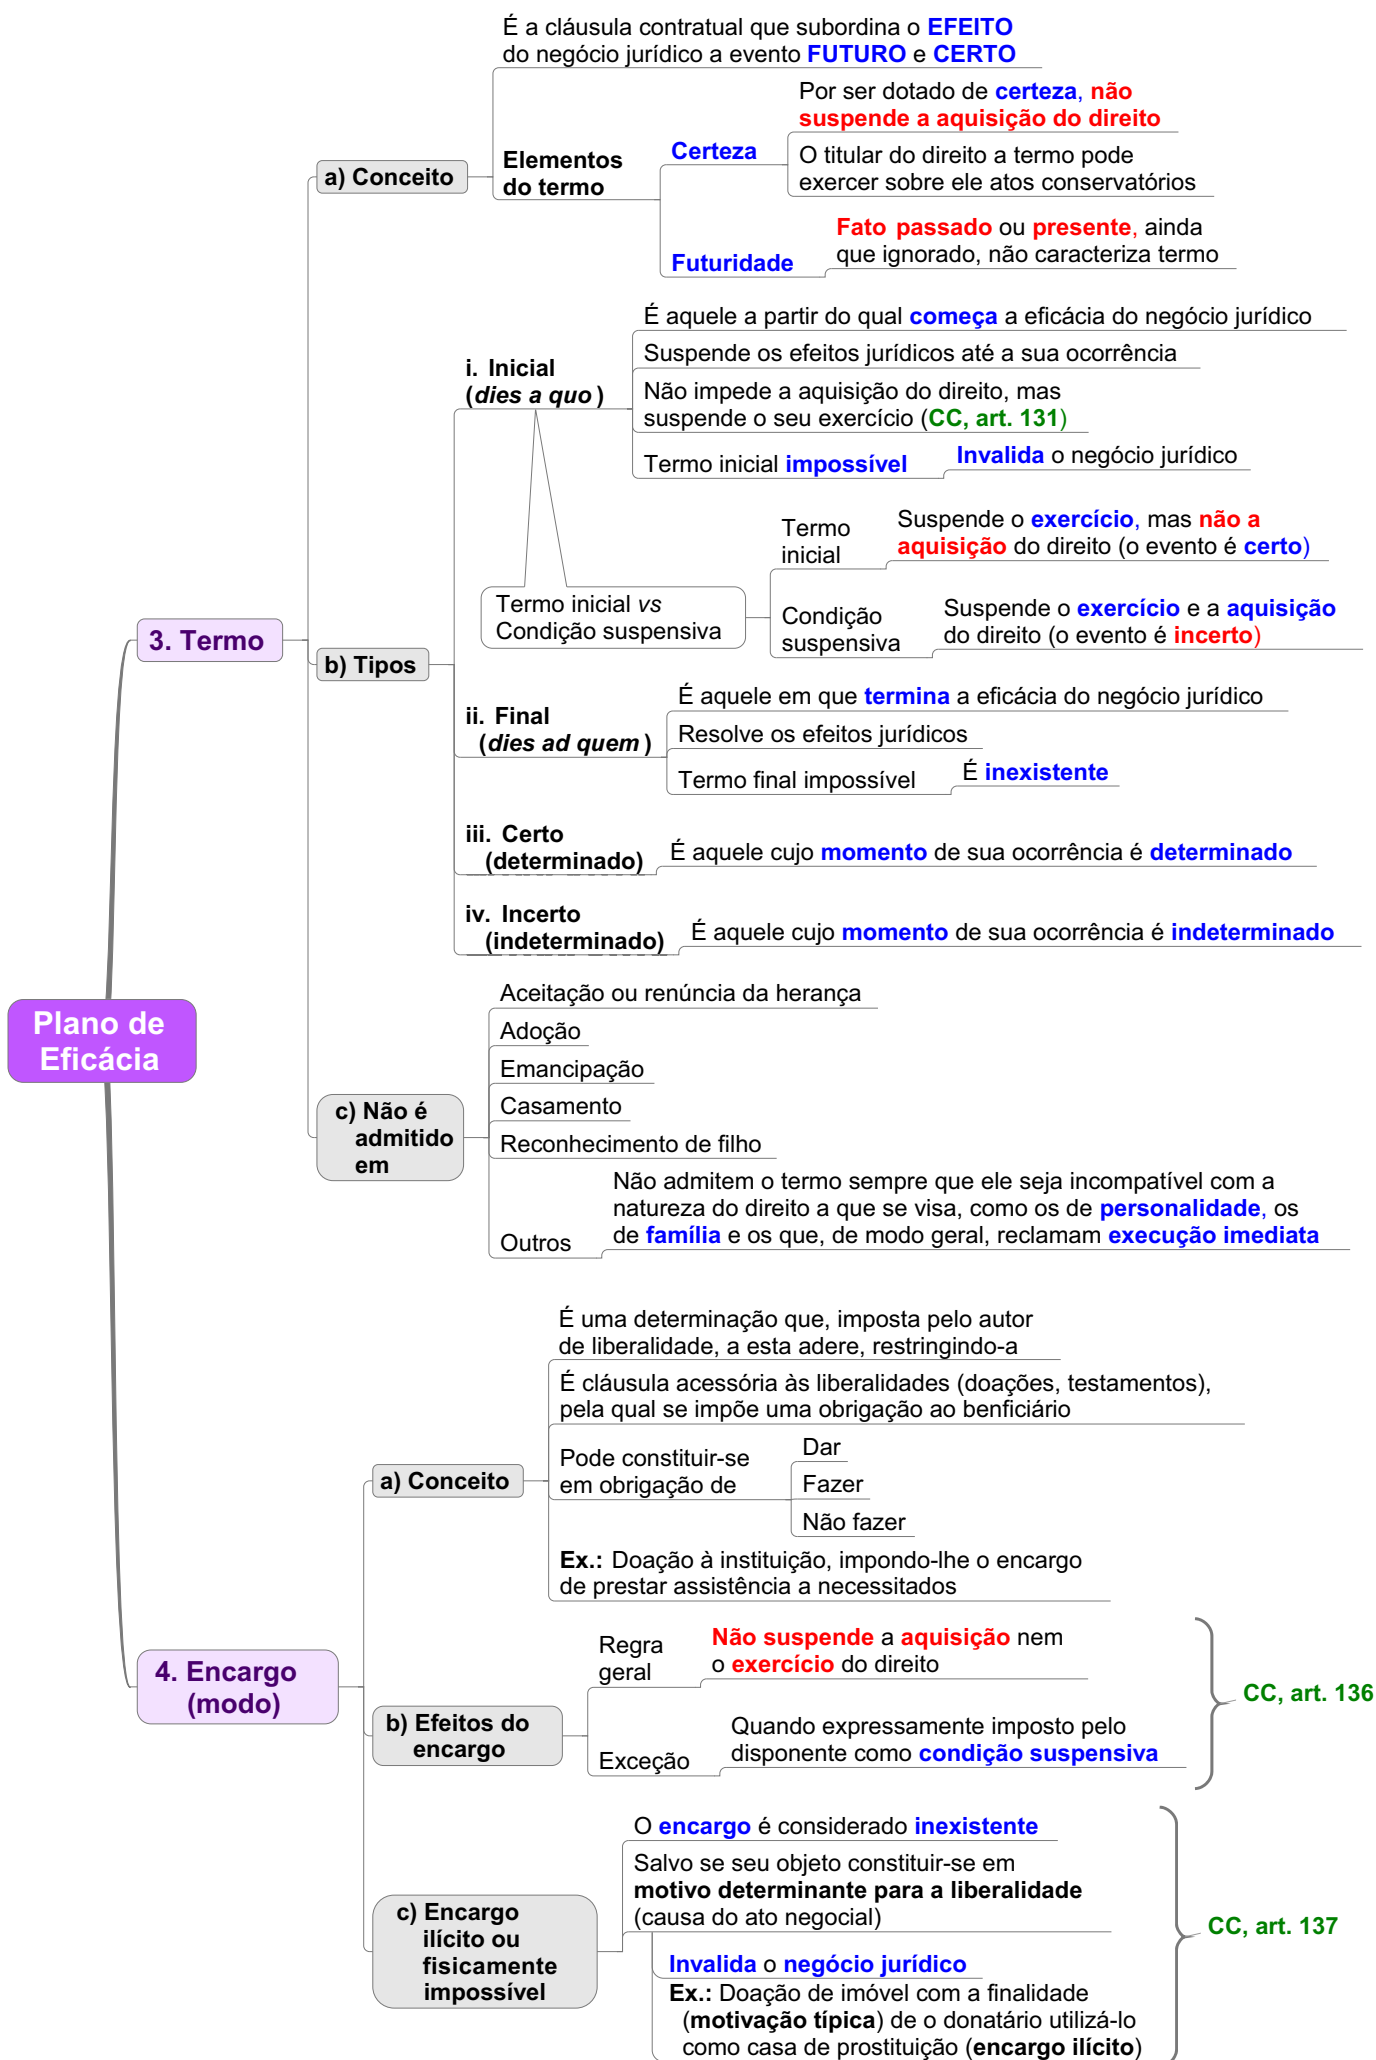 Plano de
Eficácia
3. Termo
a) Conceito
É a cláusula contratual que subordina o EFEITO
do negócio jurídico a evento FUTURO e CERTO
Elementos
do termo
Certeza
Por ser dotado de certeza, não
suspende a aquisição do direito
O titular do direito a termo pode
exercer sobre ele atos conservatórios
Futuridade
Fato passado ou presente, ainda
que ignorado, não caracteriza termo
b) Tipos
i. Inicial
(dies a quo)
É aquele a partir do qual começa a eficácia do negócio jurídico
Suspende os efeitos jurídicos até a sua ocorrência
Não impede a aquisição do direito, mas
suspende o seu exercício (CC, art. 131)
Termo inicial impossível
Invalida o negócio jurídico
Termo inicial vs
Condição suspensiva
Termo
inicial
Suspende o exercício, mas não a
aquisição do direito (o evento é certo)
Condição
suspensiva
Suspende o exercício e a aquisição
do direito (o evento é incerto)
ii. Final
(dies ad quem)
É aquele em que termina a eficácia do negócio jurídico
Resolve os efeitos jurídicos
Termo final impossível
É inexistente
iii. Certo
(determinado)
É aquele cujo momento de sua ocorrência é determinado
iv. Incerto
(indeterminado)
É aquele cujo momento de sua ocorrência é indeterminado
c) Não é
admitido
em
Aceitação ou renúncia da herança
Adoção
Emancipação
Casamento
Reconhecimento de filho
Outros
Não admitem o termo sempre que ele seja incompatível com a
natureza do direito a que se visa, como os de personalidade, os
de família e os que, de modo geral, reclamam execução imediata
4. Encargo
(modo)
a) Conceito
É uma determinação que, imposta pelo autor
de liberalidade, a esta adere, restringindo-a
É cláusula acessória às liberalidades (doações, testamentos),
pela qual se impõe uma obrigação ao benficiário
Pode constituir-se
em obrigação de
Dar
Fazer
Não fazer
Ex.: Doação à instituição, impondo-lhe o encargo
de prestar assistência a necessitados
b) Efeitos do
encargo
Regra
geral
Não suspende a aquisição nem
o exercício do direito
Exceção
Quando expressamente imposto pelo
disponente como condição suspensiva
CC, art. 136
c) Encargo
ilícito ou
fisicamente
impossível
O encargo é considerado inexistente
Salvo se seu objeto constituir-se em
motivo determinante para a liberalidade
(causa do ato negocial)
Invalida o negócio jurídico
Ex.: Doação de imóvel com a finalidade
(motivação típica) de o donatário utilizá-lo
como casa de prostituição (encargo ilícito)
CC, art. 137